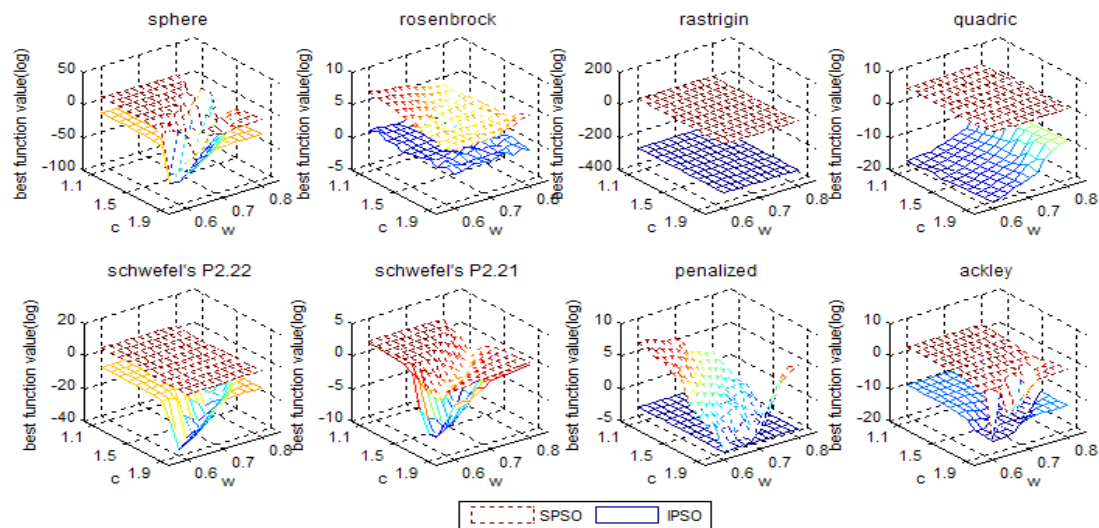 sphere
rosenbrock
rastrigin
quadric
best function value(log)
50
0
-50
-100
1.1
1.5
1.9
c
0.6
0.7
0.8
w
best function value(log)
10
5
0
-5
1.1
1.5
1.9
c
0.6
0.7
0.8
w
best function value(log)
200
0
-200
-400
1.1
1.5
1.9
c
0.6
0.7
0.8
w
best function value(log)
10
0
-10
-20
1.1
1.5
1.9
c
0.6
0.7
0.8
w
schwefel's P2.22
schwefel's P2.21
penalized
ackley
best function value(log)
20
0
-20
-40
1.1
1.5
1.9
c
0.6
0.7
0.8
w
best function value(log)
5
0
-5
-10
1.1
1.5
1.9
c
0.6
0.7
0.8
w
best function value(log)
10
5
0
-5
1.1
1.5
1.9
c
0.6
0.7
0.8
w
best function value(log)
10
0
-10
-20
1.1
1.5
1.9
c
0.6
0.7
0.8
w
SPSO
IPSO